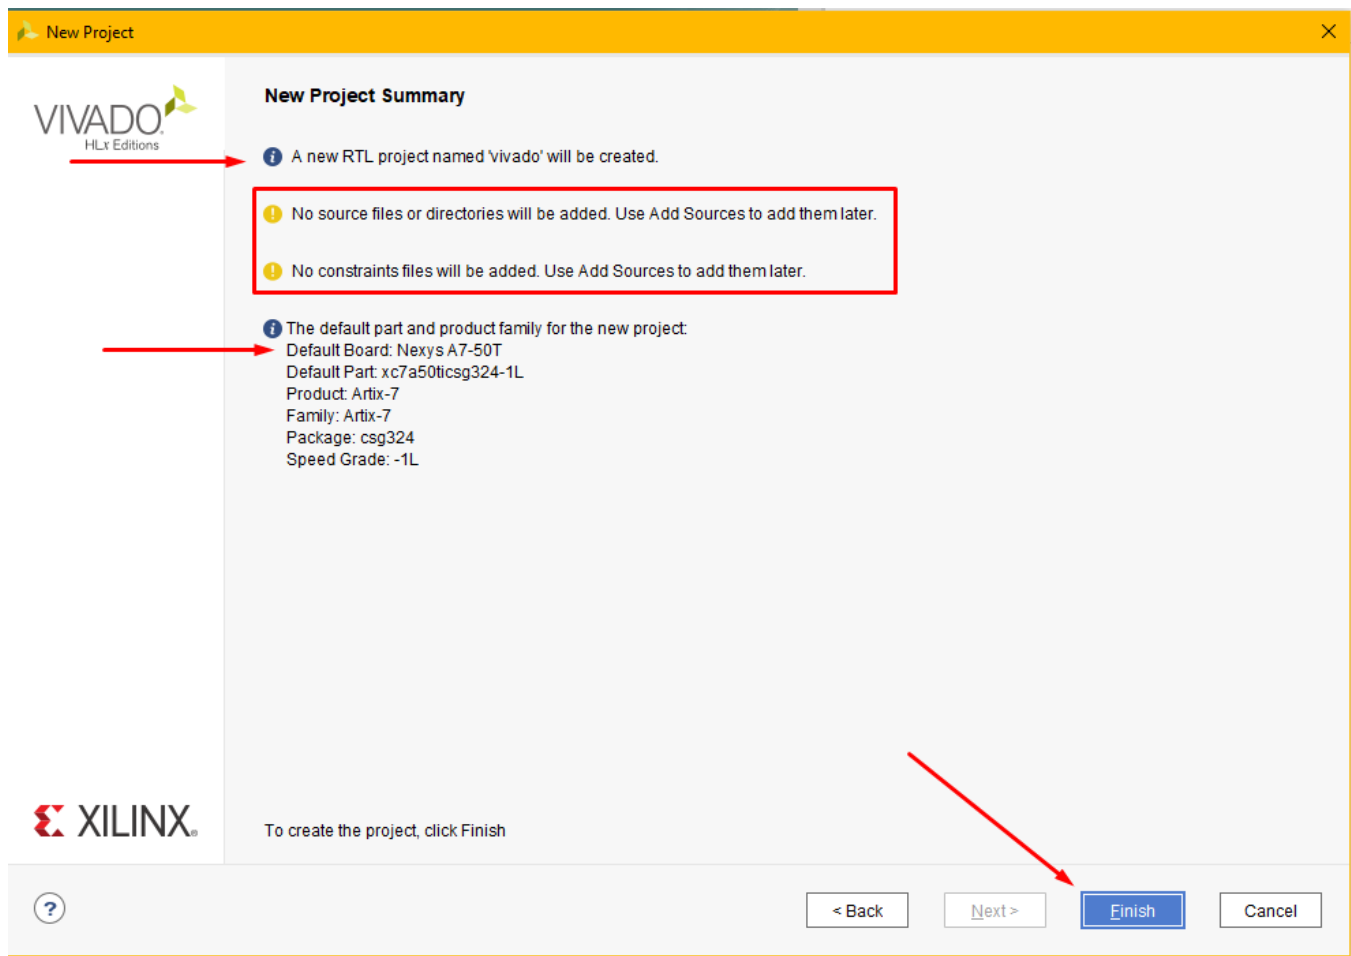 New Project
VIVADO.
HLx Editions
New Project Summary
A new RTL project named 'vivado' will be created.
No source files or directories will be added. Use Add Sources to add them later.
No constraints files will be added. Use Add Sources to add them later.
The default part and product family for the new project:
Default Board: Nexys A7-50T
Default Part: xc7a50ticsg324-1L
Product: Artix-7
Family: Artix-7
Package: csg324
Speed Grade: -1L
XILINX.
To create the project, click Finish
?
< Back
Next >
Finish
Cancel